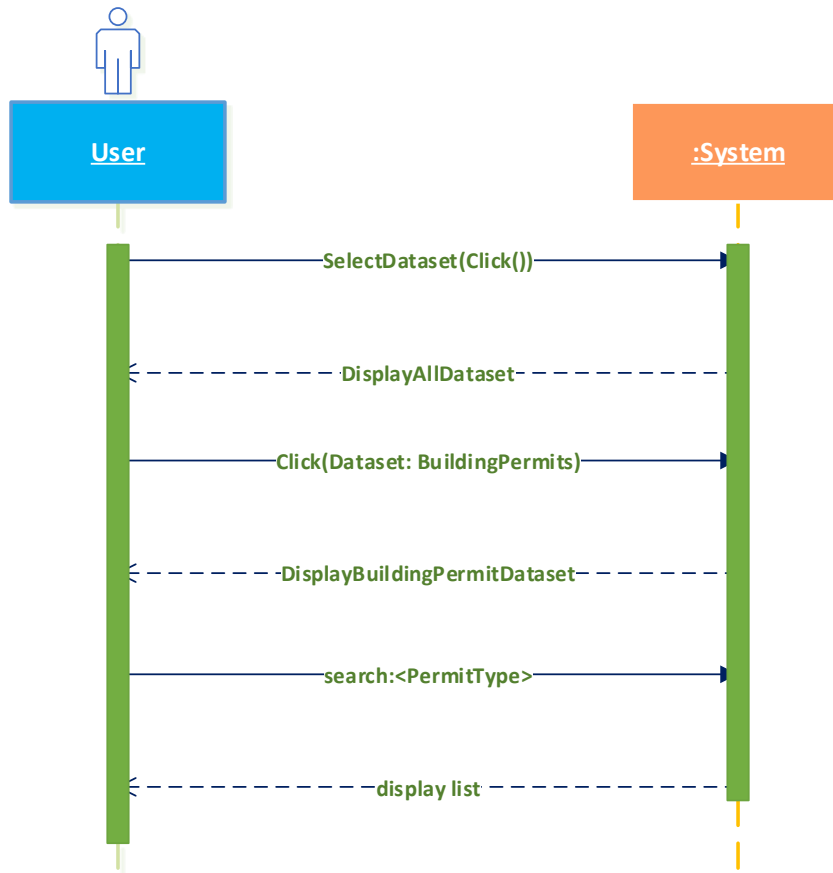 User
:System
SelectDataset(Click())
DisplayAllDataset
Click(Dataset: BuildingPermits)
DisplayBuildingPermitDataset
search:<PermitType>
display list